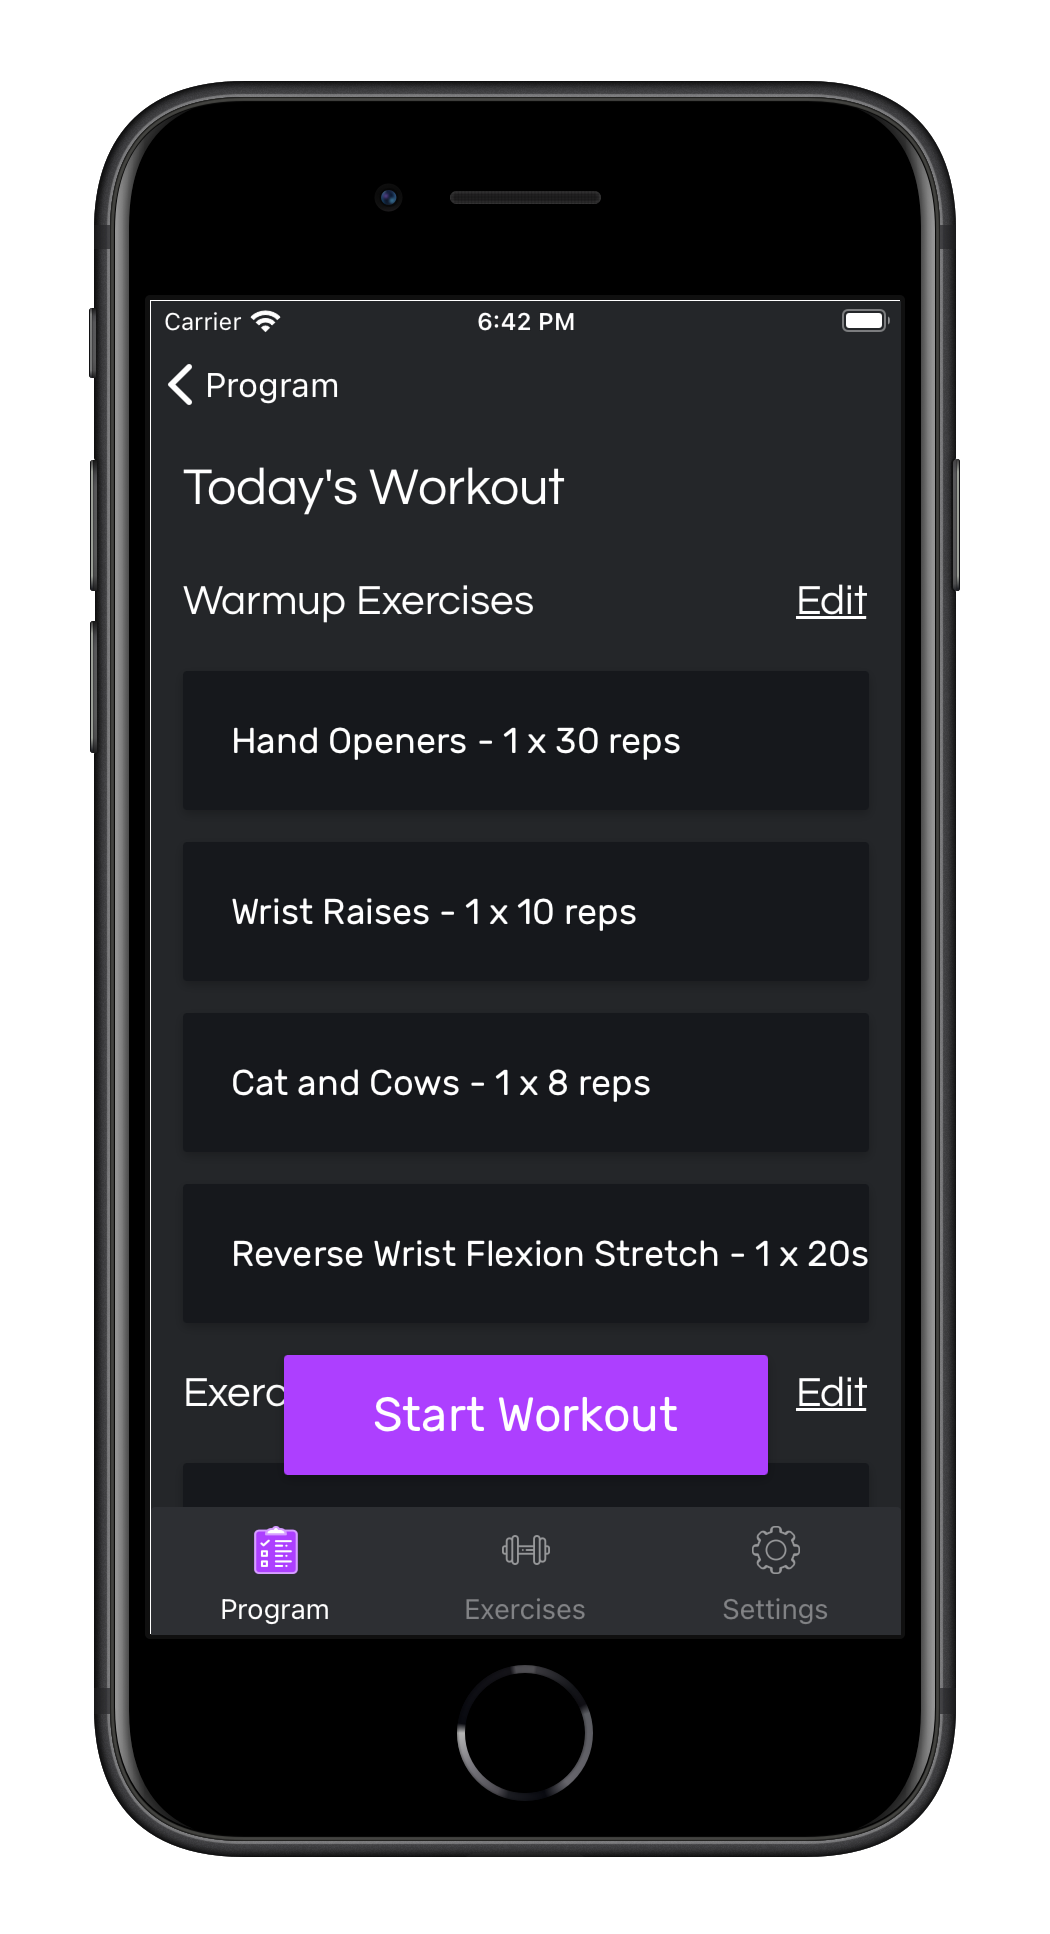 Carrier
6:42 PM
Program
Today's Workout
Warmup Exercises
Edit
Hand Openers - 1 x 30 reps
Wrist Raises - 1 x 10 reps
Cat and Cows - 1 x 8 reps
Reverse Wrist Flexion Stretch - 1 x 20s
Exerc
Edit
Start Workout
Program
Exercises
Settings